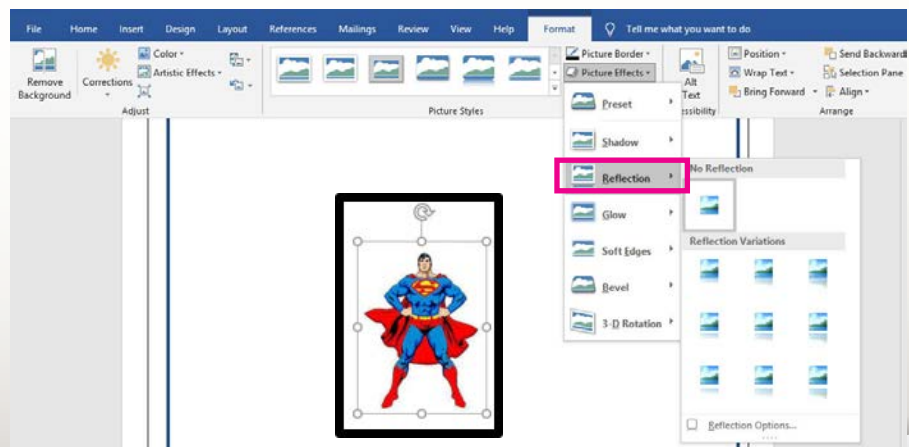 File Home Insert Design Layout References Mailings Review View Help Format Tell me what you want to do
Remove Background
Corrections
Color
Artistic Effects
Adjust
Picture Styles
Picture Border
Picture Effects
Alt Text
Position
Wrap Text
Bring Forward
Send Backward
Selection Pane
Align
Arrange
Preset
Shadow
Reflection
Glow
Soft Edges
Bevel
3-D Rotation
No Reflection
Reflection Variations
Reflection Options...